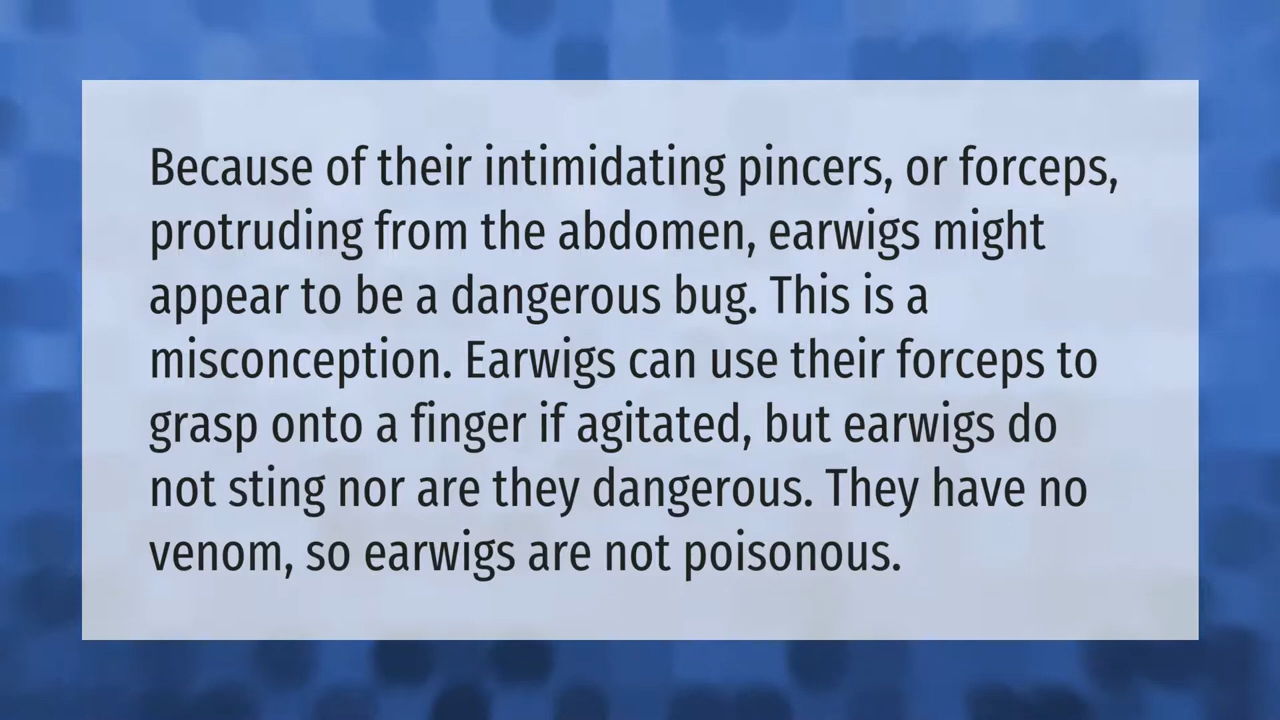 Because of their intimidating pincers, or forceps,
protruding from the abdomen, earwigs might
appear to be a dangerous bug. This is a
misconception. Earwigs can use their forceps to
grasp onto a finger if agitated, but earwigs do
not sting nor are they dangerous. They have no
venom, so earwigs are not poisonous.